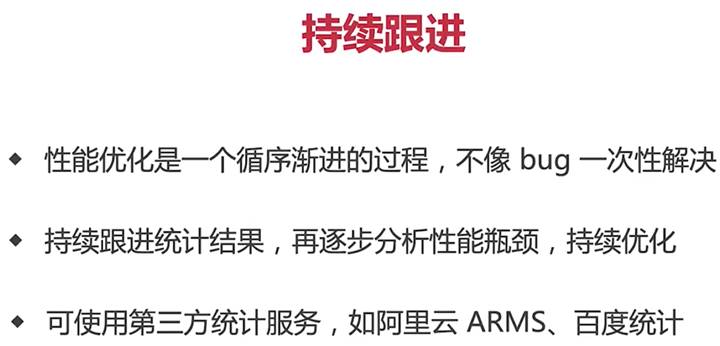 持续跟进
◆ 性能优化是一个循序渐进的过程，不像 bug 一次性解决
◆ 持续跟进统计结果，再逐步分析性能瓶颈，持续优化
◆ 可使用第三方统计服务，如阿里云 ARMS、百度统计